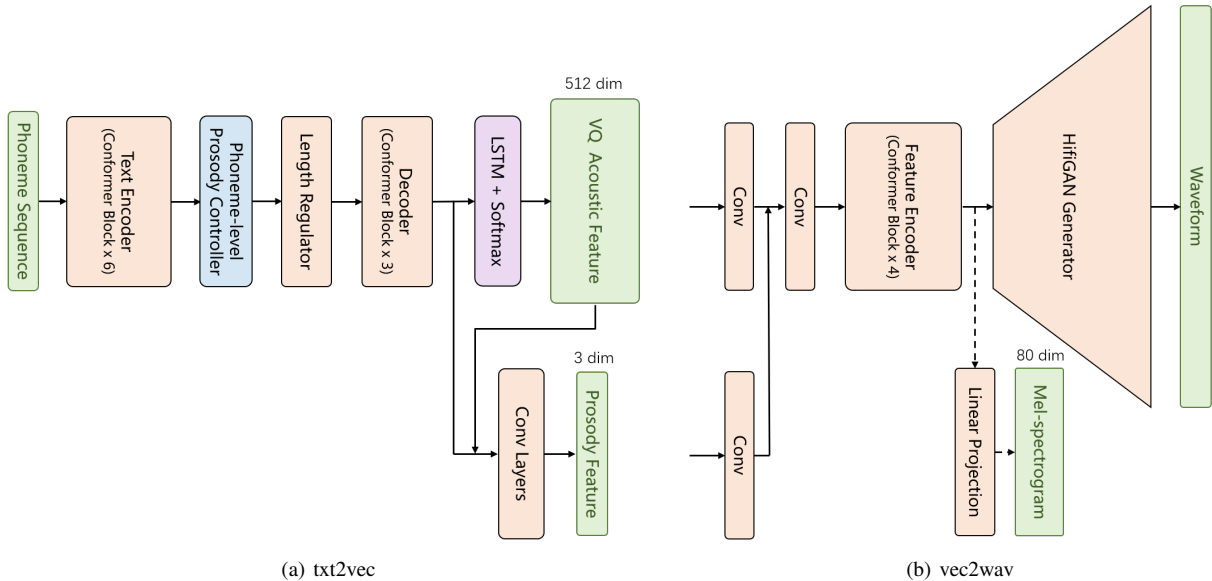 Phoneme Sequence
Text Encoder
(Conformer Block x 6)
Phoneme-level
Prosody Controller
Length Regulator
Decoder
(Conformer Block x 3)
LSTM + Softmax
512 dim
VQ Acoustic Feature
Conv Layers
3 dim
Prosody Feature
(a) txt2vec
Conv
Conv
Conv
Feature Encoder
(Conformer Block x 4)
HifiGAN Generator
Waveform
Linear Projection
80 dim
Mel-spectrogram
(b) vec2wav